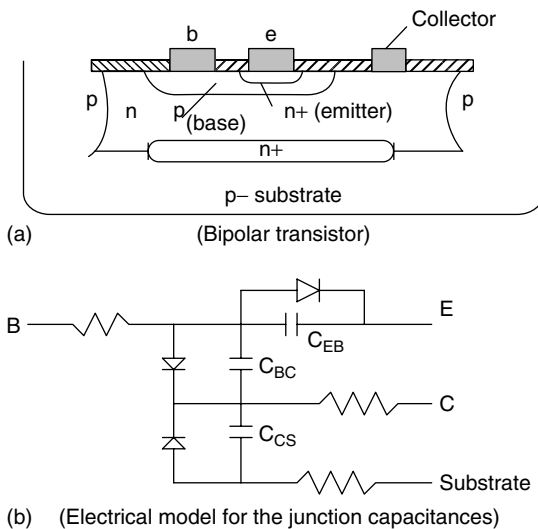 Collector
b e
p n p (base) n+ (emitter) p
n+
p– substrate
(a) (Bipolar transistor)
B E
C_EB
C_BC
C
C_CS
Substrate
(b) (Electrical model for the junction capacitances)